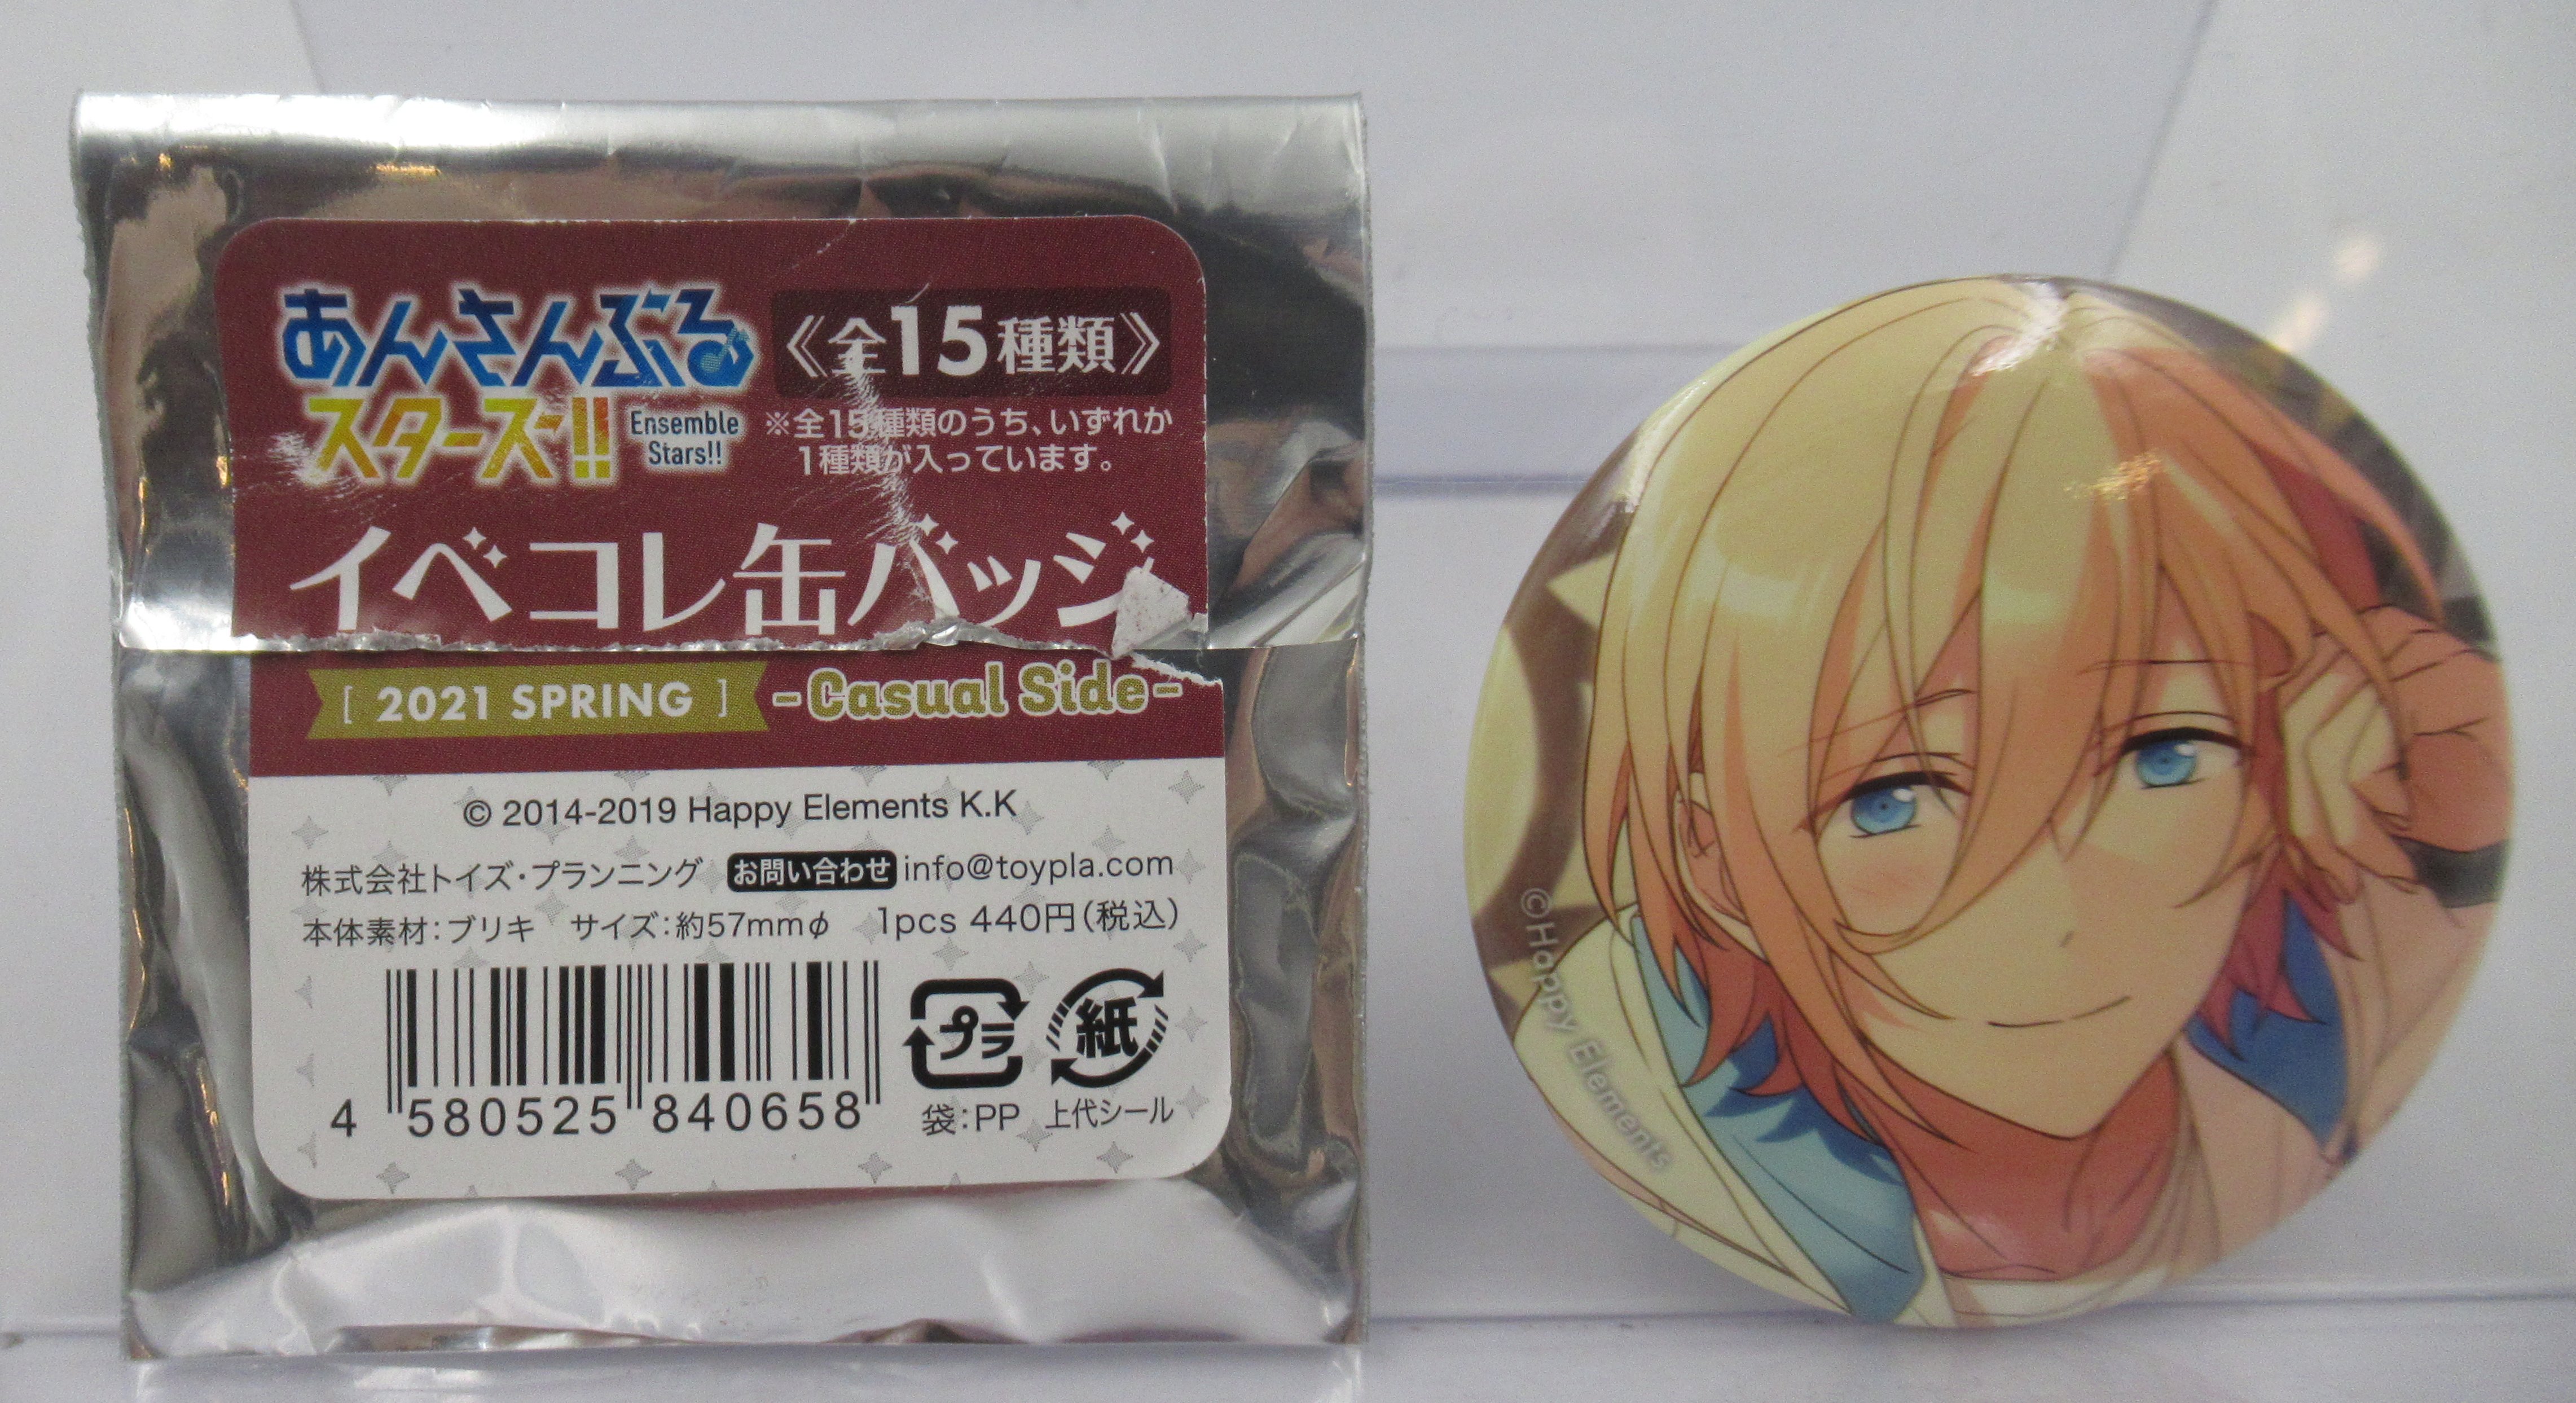 あんさんぶる
スターズ!!
Ensemble
Stars!!
《全15種類》
※全15種類のうち、いずれか
1種類が入っています。
イベコレ缶バッジ
[ 2021 SPRING ] -Casual Side-
© 2014-2019 Happy Elements K.K
株式会社トイズ・プランニング お問い合わせ info@toypla.com
本体素材：ブリキ サイズ：約57mmφ 1pcs 440円（税込）
4 580525 840658
プラ 紙
袋：PP 上代シール
©Happy Elements